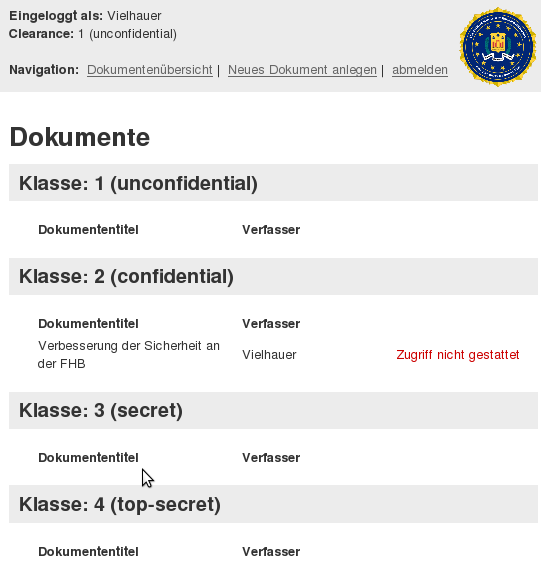 Eingeloggt als: Vielhauer
Clearance: 1 (unconfidential)
Navigation: Dokumentenübersicht | Neues Dokument anlegen | abmelden
Dokumente
Klasse: 1 (unconfidential)
Dokumententitel Verfasser
Klasse: 2 (confidential)
Dokumententitel Verfasser
Verbesserung der Sicherheit an
der FHB
Vielhauer Zugriff nicht gestattet
Klasse: 3 (secret)
Dokumententitel Verfasser
Klasse: 4 (top-secret)
Dokumententitel Verfasser